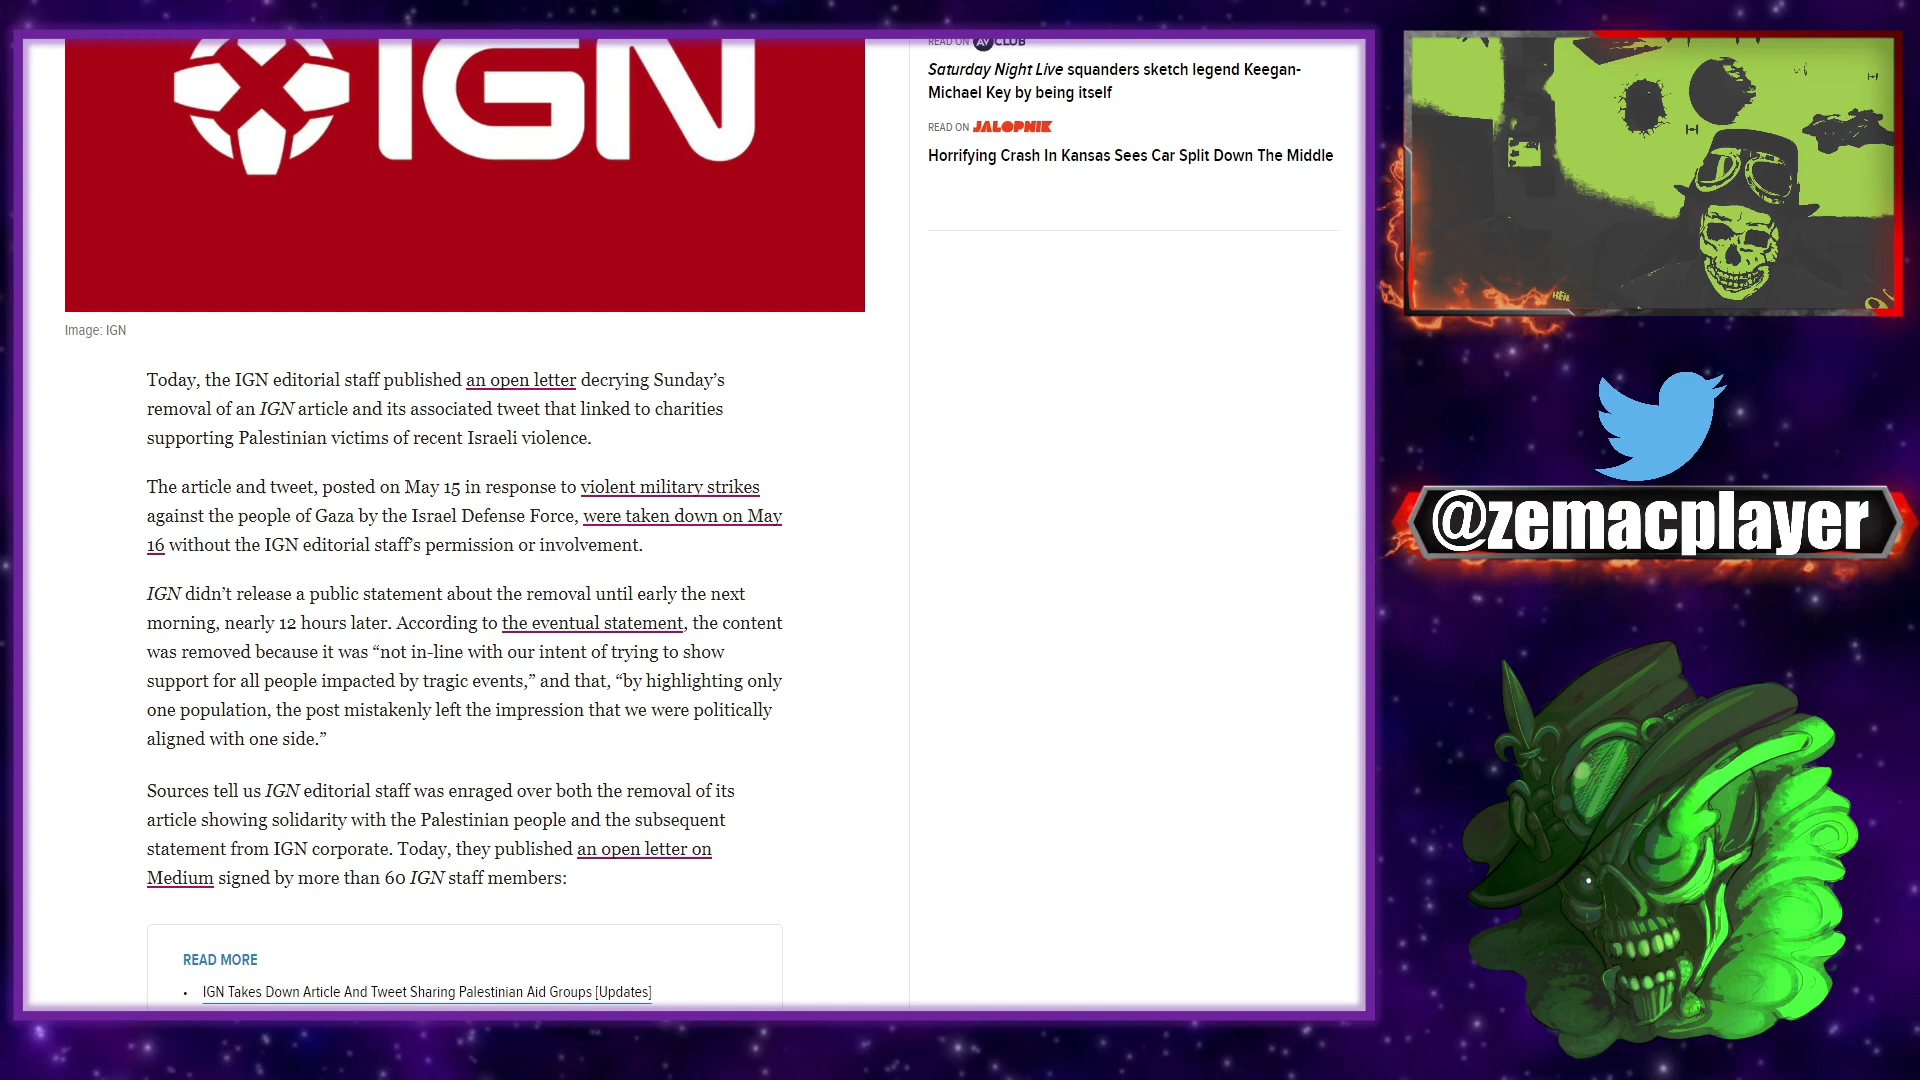 IGN
Image: IGN
Today, the IGN editorial staff published an open letter decrying Sunday’s
removal of an IGN article and its associated tweet that linked to charities
supporting Palestinian victims of recent Israeli violence.
The article and tweet, posted on May 15 in response to violent military strikes
against the people of Gaza by the Israel Defense Force, were taken down on May
16 without the IGN editorial staff’s permission or involvement.
IGN didn’t release a public statement about the removal until early the next
morning, nearly 12 hours later. According to the eventual statement, the content
was removed because it was “not in-line with our intent of trying to show
support for all people impacted by tragic events,” and that, “by highlighting only
one population, the post mistakenly left the impression that we were politically
aligned with one side.”
Sources tell us IGN editorial staff was enraged over both the removal of its
article showing solidarity with the Palestinian people and the subsequent
statement from IGN corporate. Today, they published an open letter on
Medium signed by more than 60 IGN staff members:
READ MORE
• IGN Takes Down Article And Tweet Sharing Palestinian Aid Groups [Updates]
READ ON AV CLUB
Saturday Night Live squanders sketch legend Keegan-
Michael Key by being itself
READ ON JALOPNIK
Horrifying Crash In Kansas Sees Car Split Down The Middle
@zemacplayer